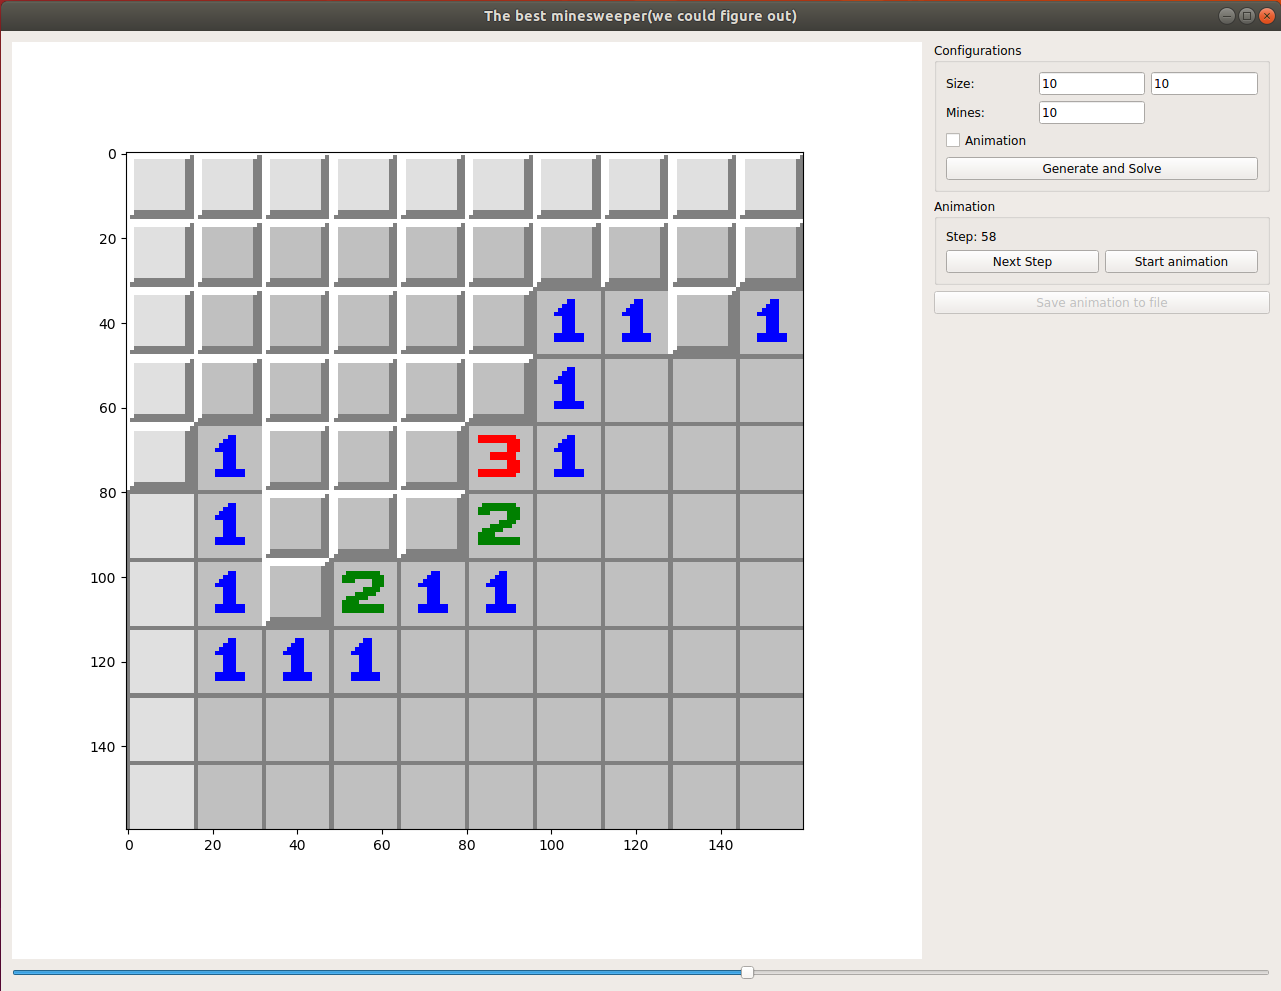 The best minesweeper(we could figure out)
Configurations
Size: 10 10
Mines: 10
Animation
Generate and Solve
Animation
Step: 58
Next Step Start animation
Save animation to file
0
20
40 1 1 1
60 1
1 3 1
80 1 2
100 1 2 1 1
120 1 1 1
140
0 20 40 60 80 100 120 140